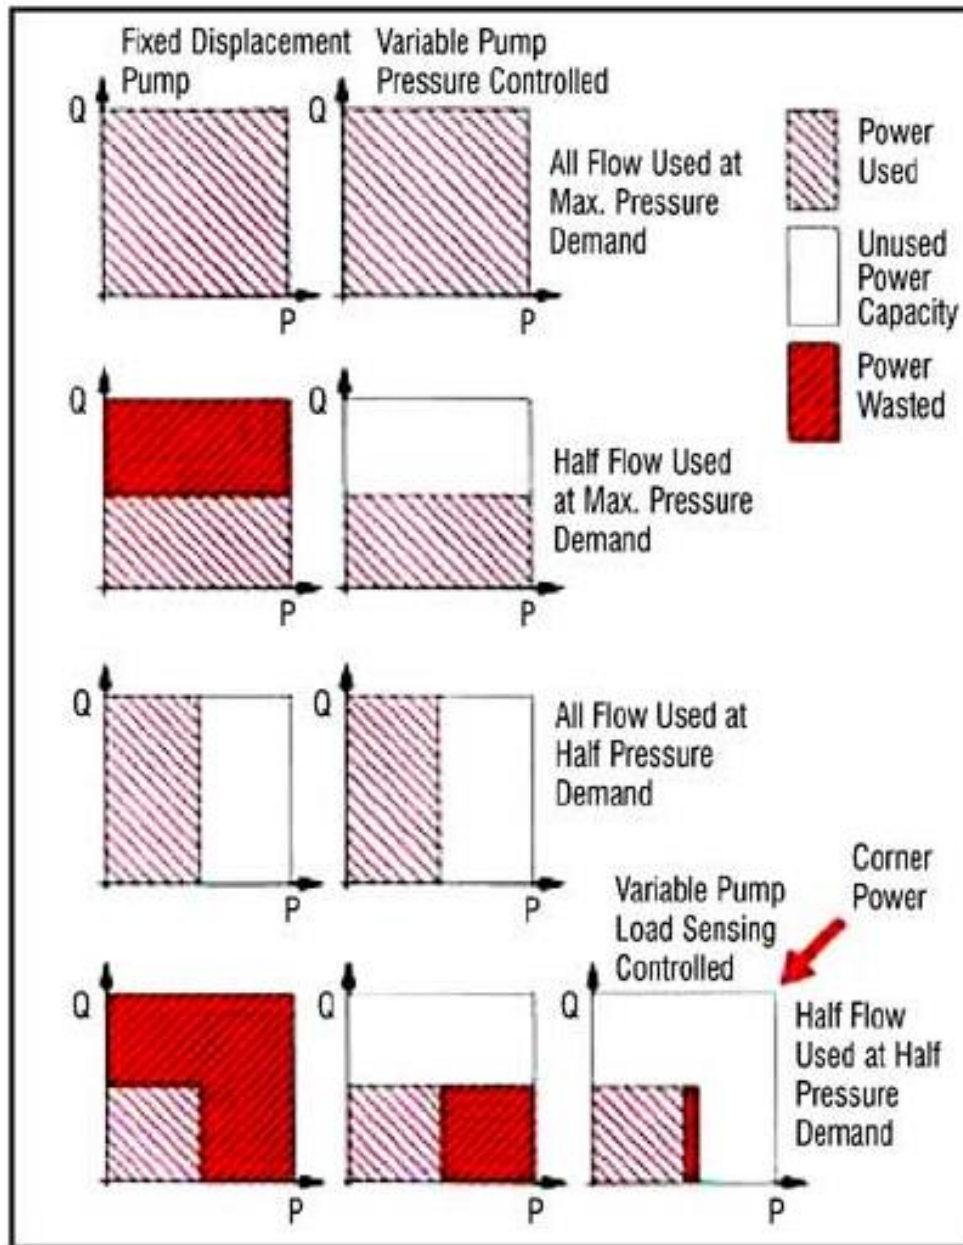 Fixed Displacement
Pump
Variable Pump
Pressure Controlled
Q
P
P
All Flow Used at
Max. Pressure
Demand
Power
Used
Unused
Power
Capacity
Power
Wasted
Q
P
Q
P
Half Flow Used
at Max. Pressure
Demand
Q
P
Q
P
All Flow Used at
Half Pressure
Demand
Variable Pump
Load Sensing
Controlled
Corner
Power
Q
P
Q
P
Q
P
Half Flow
Used at Half
Pressure
Demand